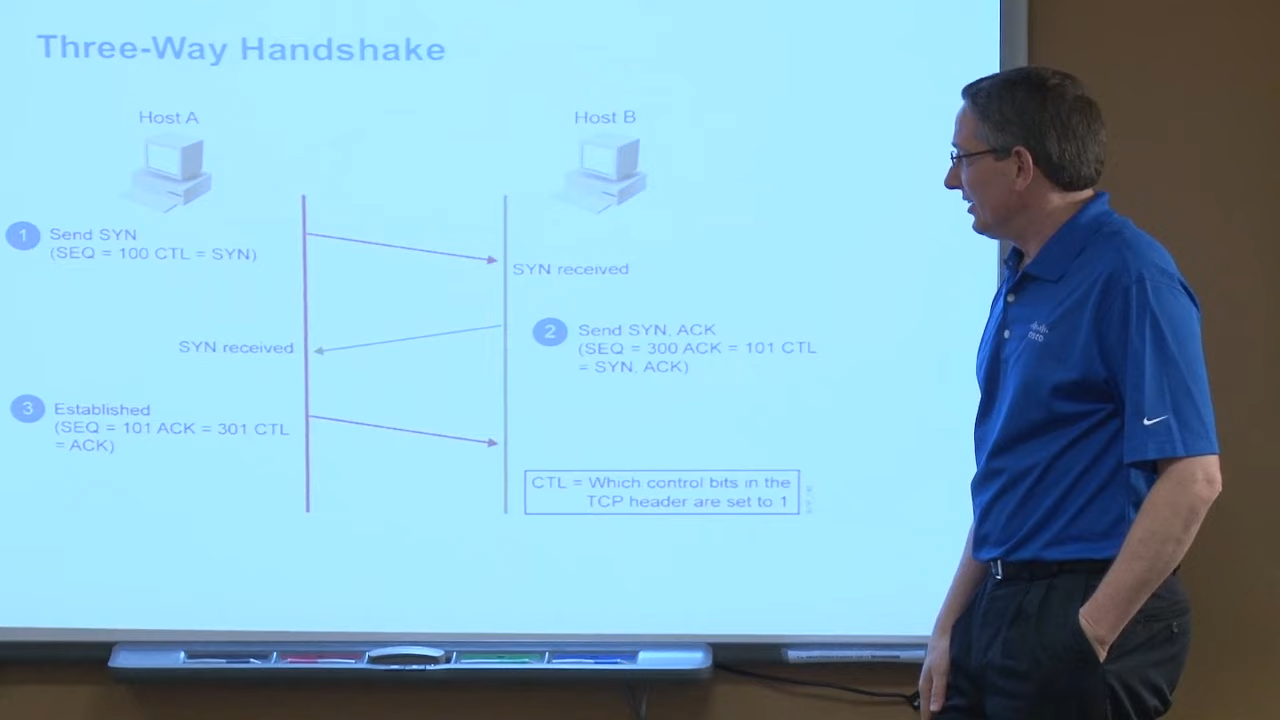 Three-Way Handshake
Host A
Host B
1
Send SYN
(SEQ = 100 CTL = SYN)
SYN received
2
Send SYN, ACK
(SEQ = 300 ACK = 101 CTL
= SYN, ACK)
SYN received
3
Established
(SEQ = 101 ACK = 301 CTL
= ACK)
CTL = Which control bits in the
TCP header are set to 1
CISCO